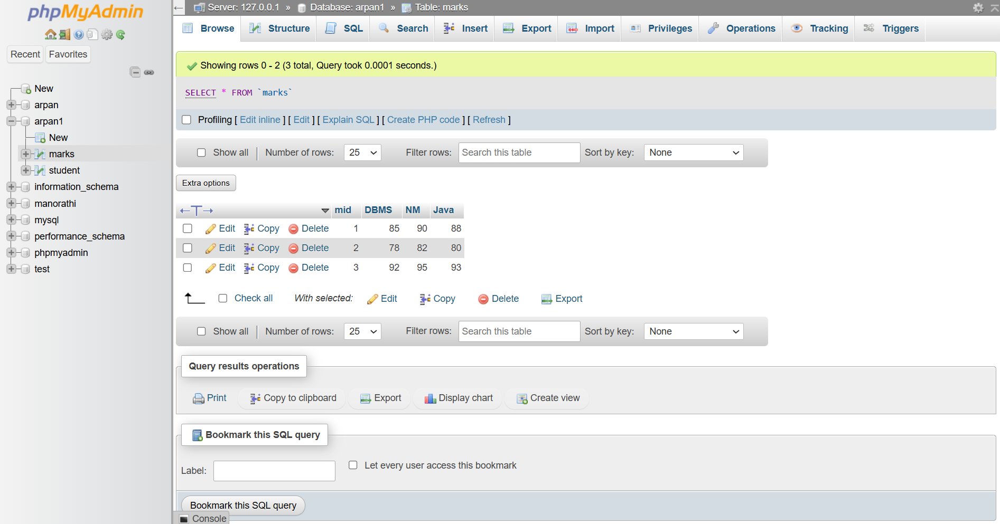 phpMyAdmin
Recent Favorites
New
arpan
arpan1
New
marks
student
information_schema
manorathi
mysql
performance_schema
phpmyadmin
test
Server: 127.0.0.1 » Database: arpan1 » Table: marks
Browse Structure SQL Search Insert Export Import Privileges Operations Tracking Triggers
Showing rows 0 - 2 (3 total, Query took 0.0001 seconds.)
SELECT * FROM `marks`
Profiling [ Edit inline ] [ Edit ] [ Explain SQL ] [ Create PHP code ] [ Refresh ]
Show all | Number of rows: 25 Filter rows: Search this table Sort by key: None
Extra options
←T→ mid DBMS NM Java
Edit Copy Delete 1 85 90 88
Edit Copy Delete 2 78 82 80
Edit Copy Delete 3 92 95 93
Check all With selected: Edit Copy Delete Export
Show all | Number of rows: 25 Filter rows: Search this table Sort by key: None
Query results operations
Print Copy to clipboard Export Display chart Create view
Bookmark this SQL query
Label: Let every user access this bookmark
Bookmark this SQL query
Console